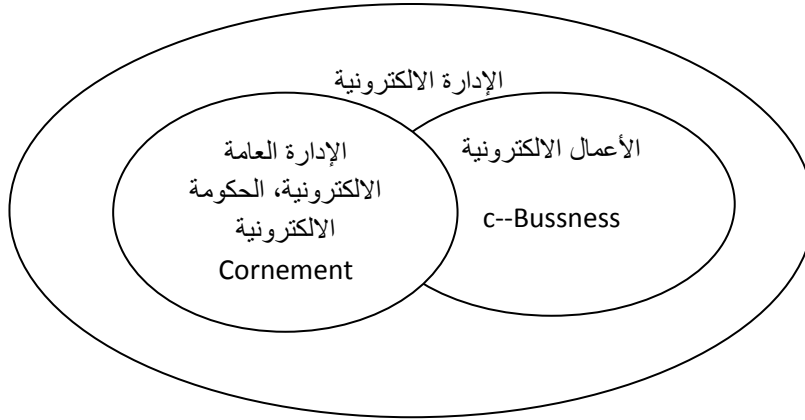 الإدارة الالكترونية
الإدارة العامة
الالكترونية، الحكومة
الالكترونية
Cornement
الأعمال الالكترونية
c--Bussness